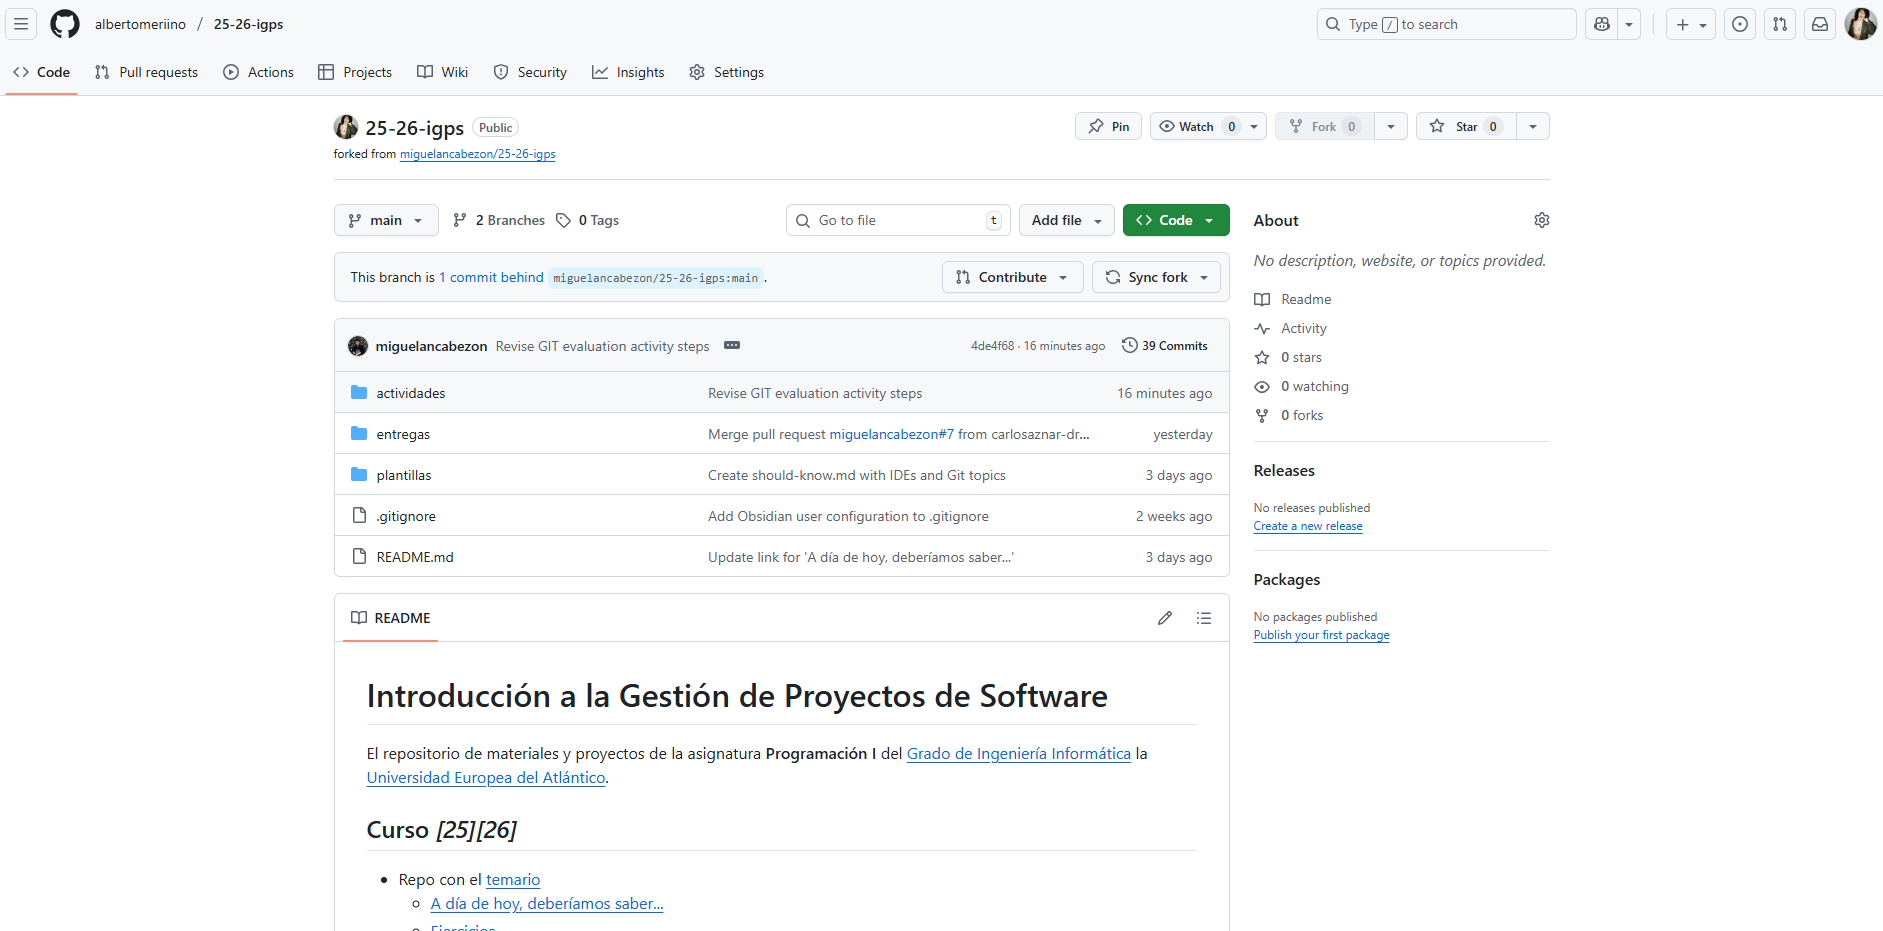 albertomeriino / 25-26-igps
Type / to search
Code Pull requests Actions Projects Wiki Security Insights Settings
25-26-igps Public
Pin Watch 0 Fork 0 Star 0
forked from miguelancabezon/25-26-igps
main 2 Branches 0 Tags Go to file t Add file Code
This branch is 1 commit behind miguelancabezon/25-26-igps:main . Contribute Sync fork
miguelancabezon Revise GIT evaluation activity steps 4de4f68 · 16 minutes ago 39 Commits
actividades Revise GIT evaluation activity steps 16 minutes ago
entregas Merge pull request miguelancabezon#7 from carlosaznar-dr... yesterday
plantillas Create should-know.md with IDEs and Git topics 3 days ago
.gitignore Add Obsidian user configuration to .gitignore 2 weeks ago
README.md Update link for 'A día de hoy, deberíamos saber...' 3 days ago
README
Introducción a la Gestión de Proyectos de Software
El repositorio de materiales y proyectos de la asignatura Programación I del Grado de Ingeniería Informática la
Universidad Europea del Atlántico.
Curso [25][26]
Repo con el temario
A día de hoy, deberíamos saber...
Ejercicios
About
No description, website, or topics provided.
Readme
Activity
0 stars
0 watching
0 forks
Releases
No releases published
Create a new release
Packages
No packages published
Publish your first package